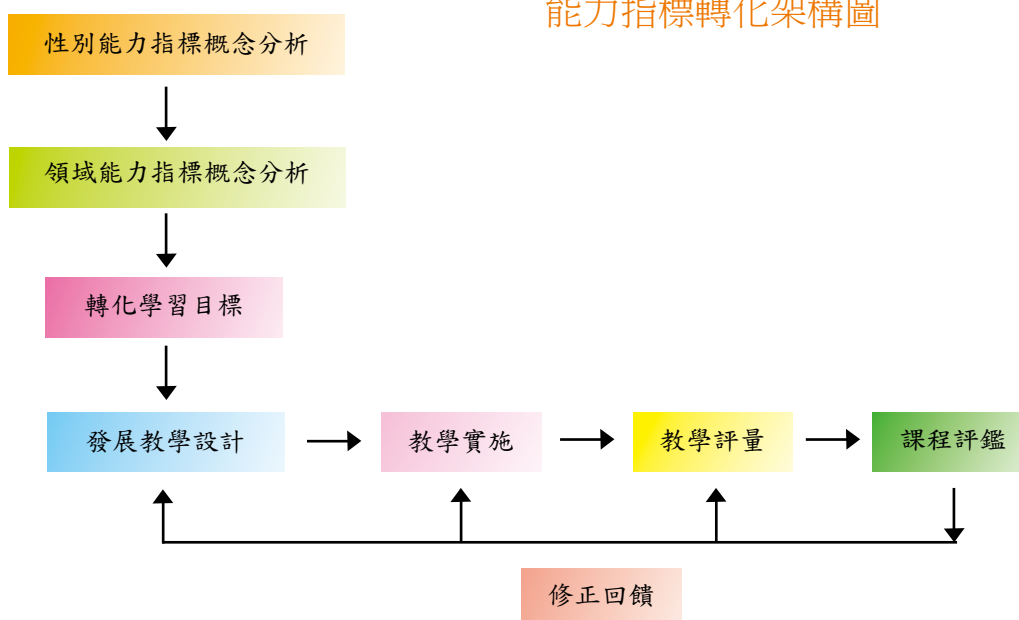 能力指標轉化架構圖
性別能力指標概念分析
領域能力指標概念分析
轉化學習目標
發展教學設計
教學實施
教學評量
課程評鑑
修正回饋